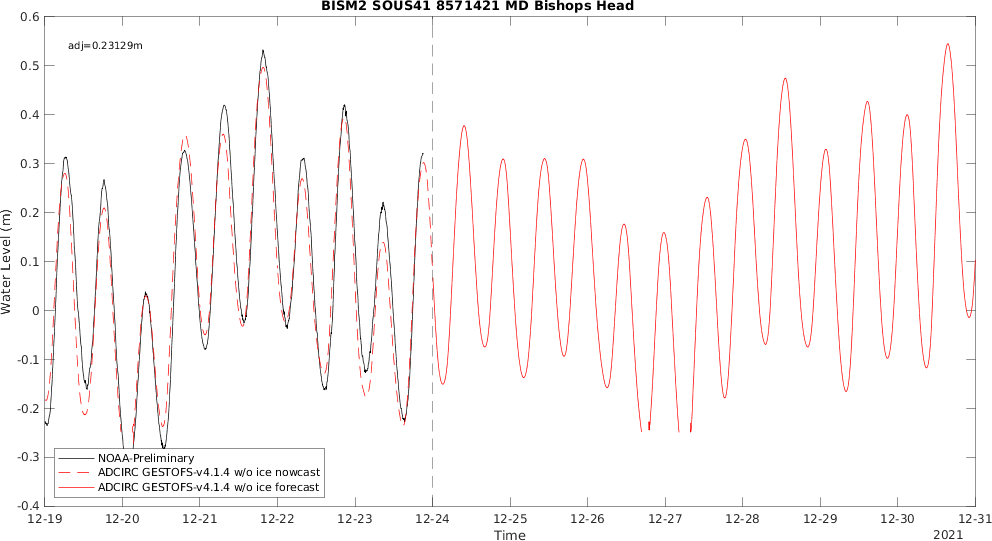 BISM2 SOUS41 8571421 MD Bishops Head
adj=0.23129m
0.6
0.5
0.4
0.3
0.2
0.1
0
-0.1
-0.2
-0.3
-0.4
Water Level (m)
NOAA-Preliminary
ADCIRC GESTOFS-v4.1.4 w/o ice nowcast
ADCIRC GESTOFS-v4.1.4 w/o ice forecast
12-19 12-20 12-21 12-22 12-23 12-24 12-25 12-26 12-27 12-28 12-29 12-30 12-31
Time
2021